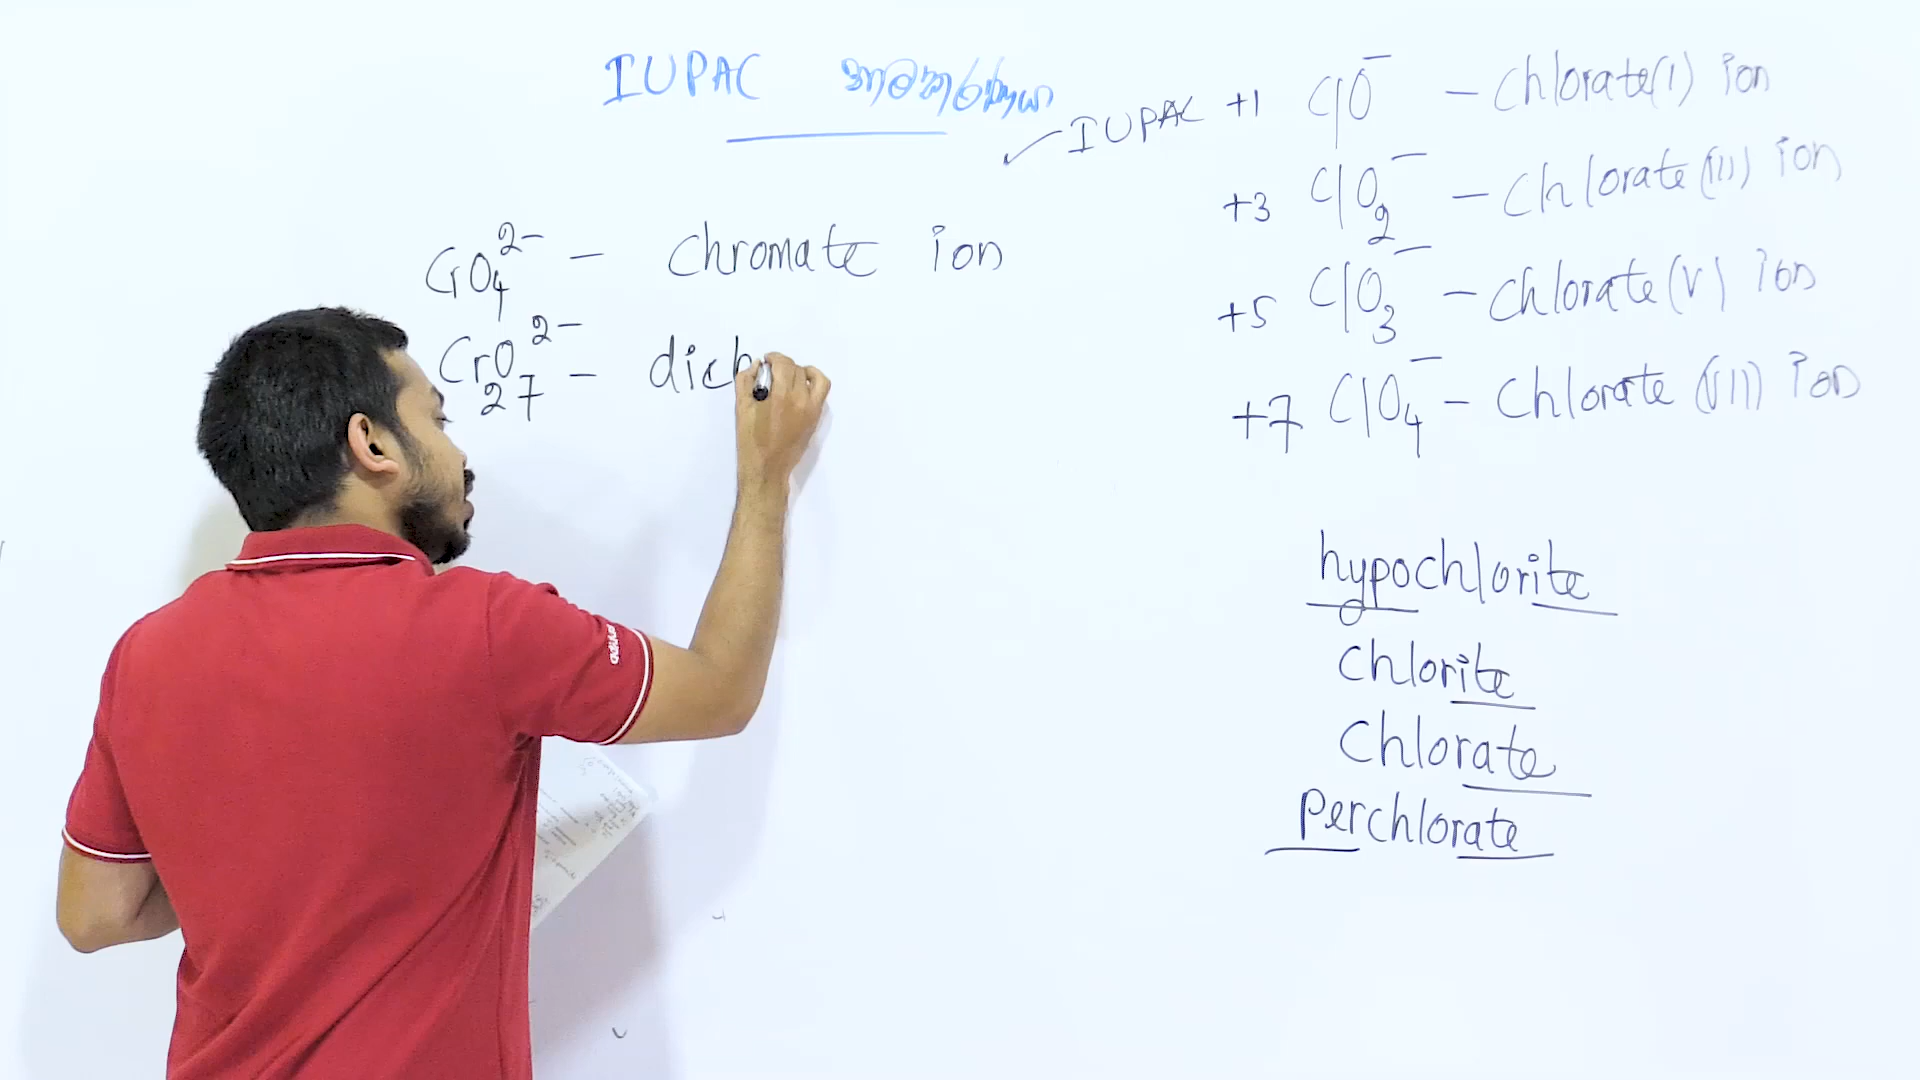 IUPAC
IUPAC
CrO₄²⁻ – Chromate ion
Cr₂O₇²⁻ – dich
+1 ClO⁻ – Chlorate(I) ion
+3 ClO₂⁻ – Chlorate(III) ion
+5 ClO₃⁻ – Chlorate(V) ion
+7 ClO₄⁻ – Chlorate(VII) ion
hypochlorite
Chlorite
Chlorate
Perchlorate
adidas